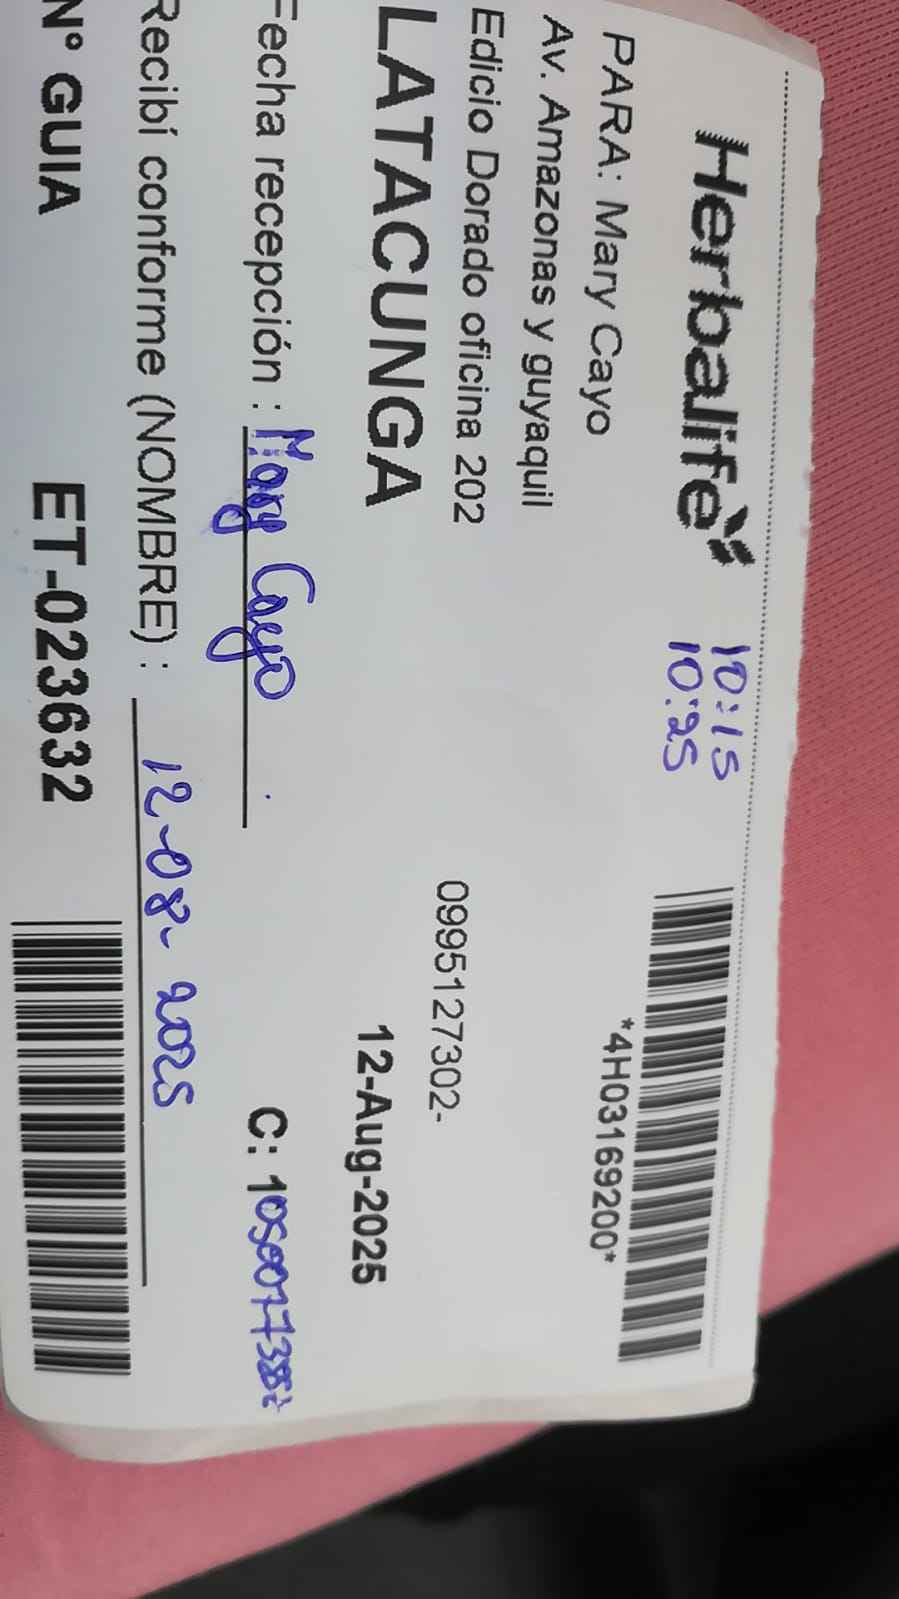 Herbalife
10:15
10:25
*4H03169200*
PARA: Mary Cayo
Av. Amazonas y guyaquil
Edicio Dorado oficina 202
0995127302-
LATACUNGA
12-Aug-2025
Fecha recepción : Mary Cayo
C:
Recibí conforme (NOMBRE) : 12-08-2025
N° GUIA ET-023632